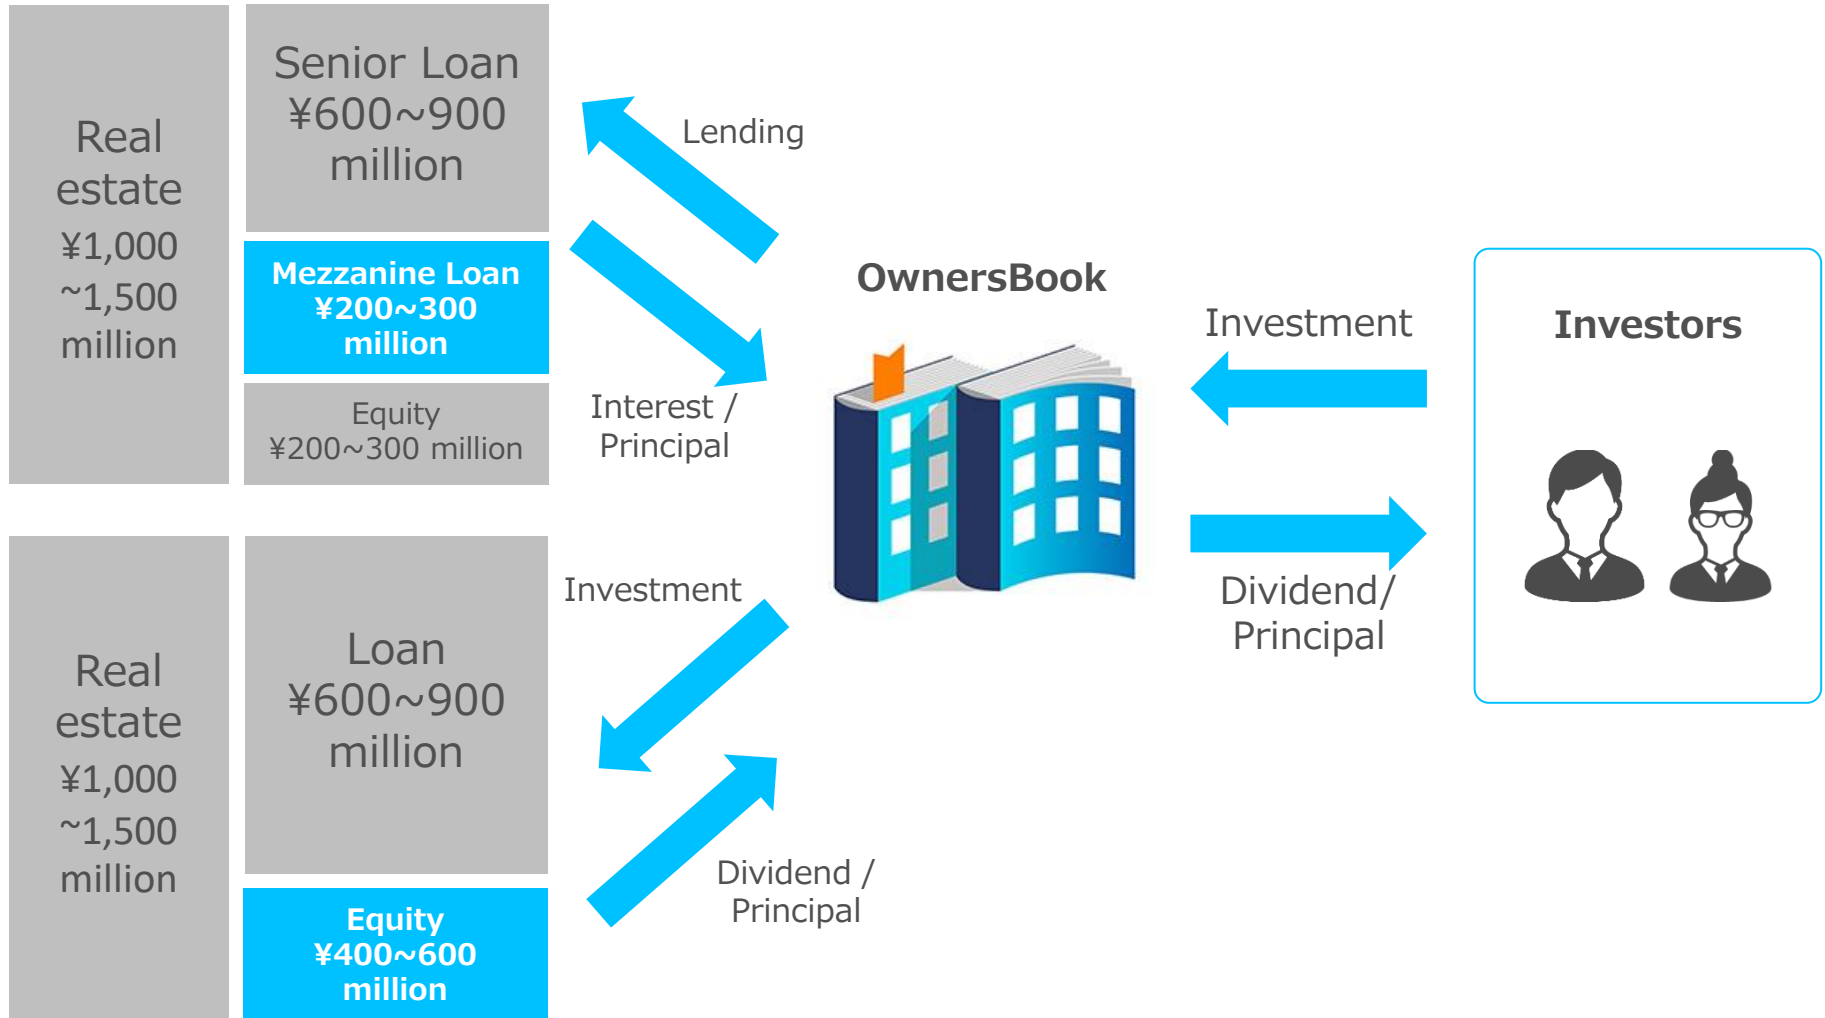 Real
estate
¥1,000
~1,500
million
Senior Loan
¥600~900
million
Mezzanine Loan
¥200~300
million
Equity
¥200~300 million
Lending
Interest /
Principal
OwnersBook
Investment
Dividend/
Principal
Investors
Real
estate
¥1,000
~1,500
million
Loan
¥600~900
million
Equity
¥400~600
million
Investment
Dividend /
Principal